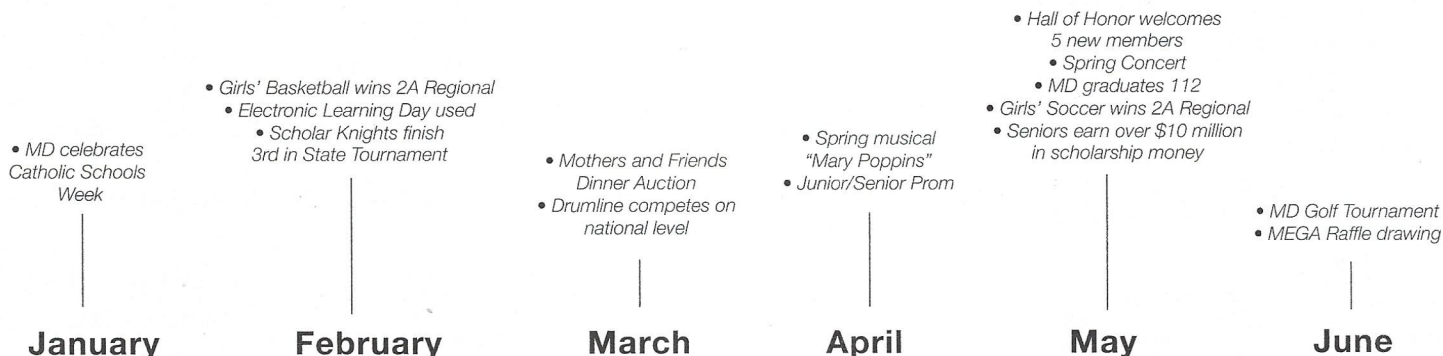 • MD celebrates
Catholic Schools
Week
January
• Girls' Basketball wins 2A Regional
• Electronic Learning Day used
• Scholar Knights finish
3rd in State Tournament
February
• Mothers and Friends
Dinner Auction
• Drumline competes on
national level
March
• Spring musical
“Mary Poppins”
• Junior/Senior Prom
April
• Hall of Honor welcomes
5 new members
• Spring Concert
• MD graduates 112
• Girls' Soccer wins 2A Regional
• Seniors earn over $10 million
in scholarship money
May
• MD Golf Tournament
• MEGA Raffle drawing
June